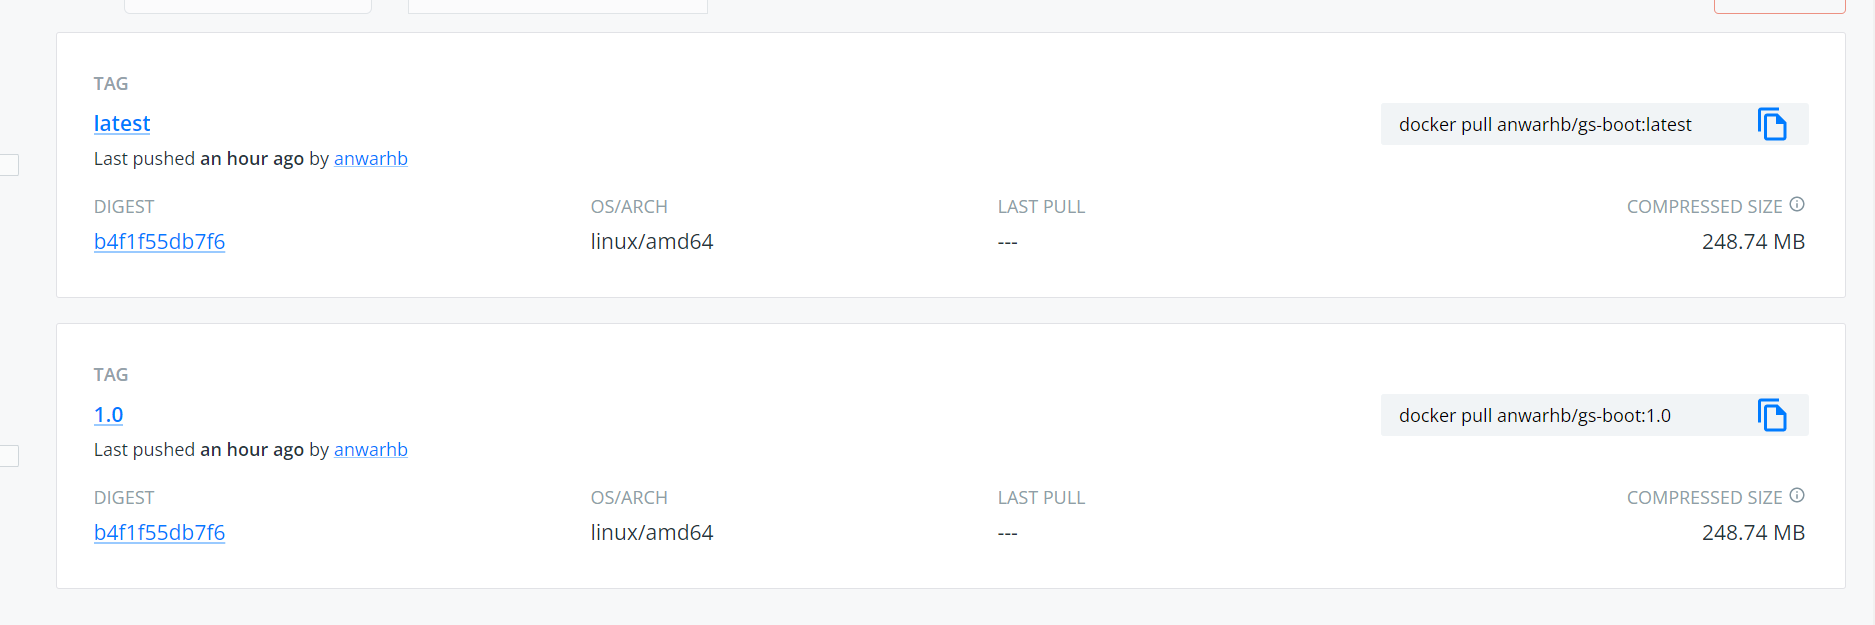 TAG
latest
docker pull anwarhb/gs-boot:latest
Last pushed an hour ago by anwarhb
DIGEST OS/ARCH LAST PULL COMPRESSED SIZE
b4f1f55db7f6 linux/amd64 --- 248.74 MB
TAG
1.0
docker pull anwarhb/gs-boot:1.0
Last pushed an hour ago by anwarhb
DIGEST OS/ARCH LAST PULL COMPRESSED SIZE
b4f1f55db7f6 linux/amd64 --- 248.74 MB